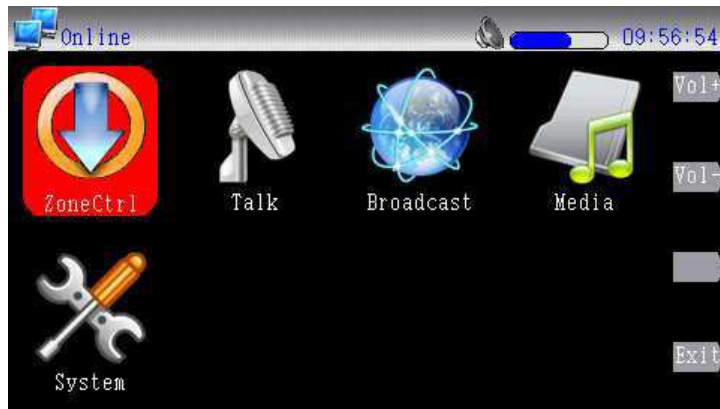 Online 09:56:54
Vol+
ZoneCtrl Talk Broadcast Media
Vol-
System
Exit